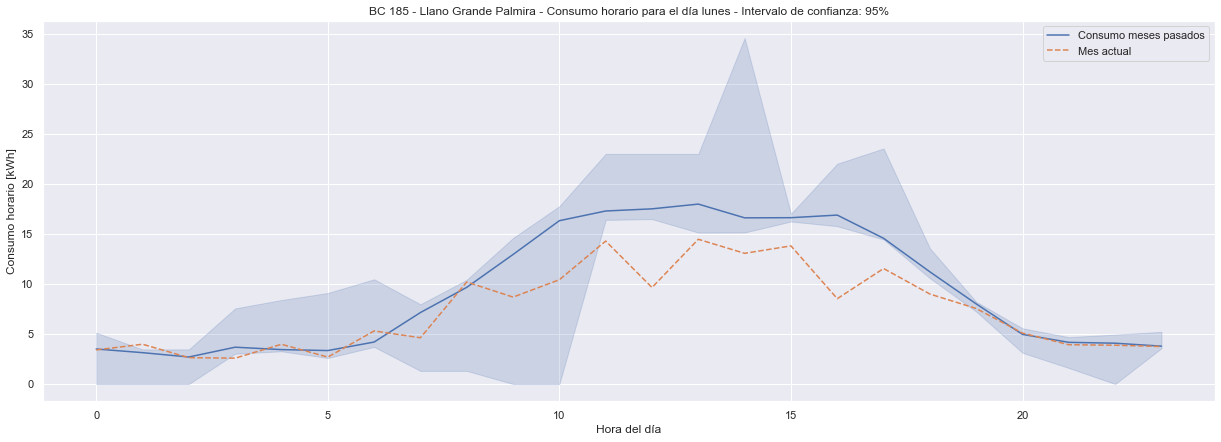 BC 185 - Llano Grande Palmira - Consumo horario para el día lunes - Intervalo de confianza: 95%
Consumo meses pasados
Mes actual
Consumo horario [kWh]
35
30
25
20
15
10
5
0
0
5
10
15
20
Hora del día